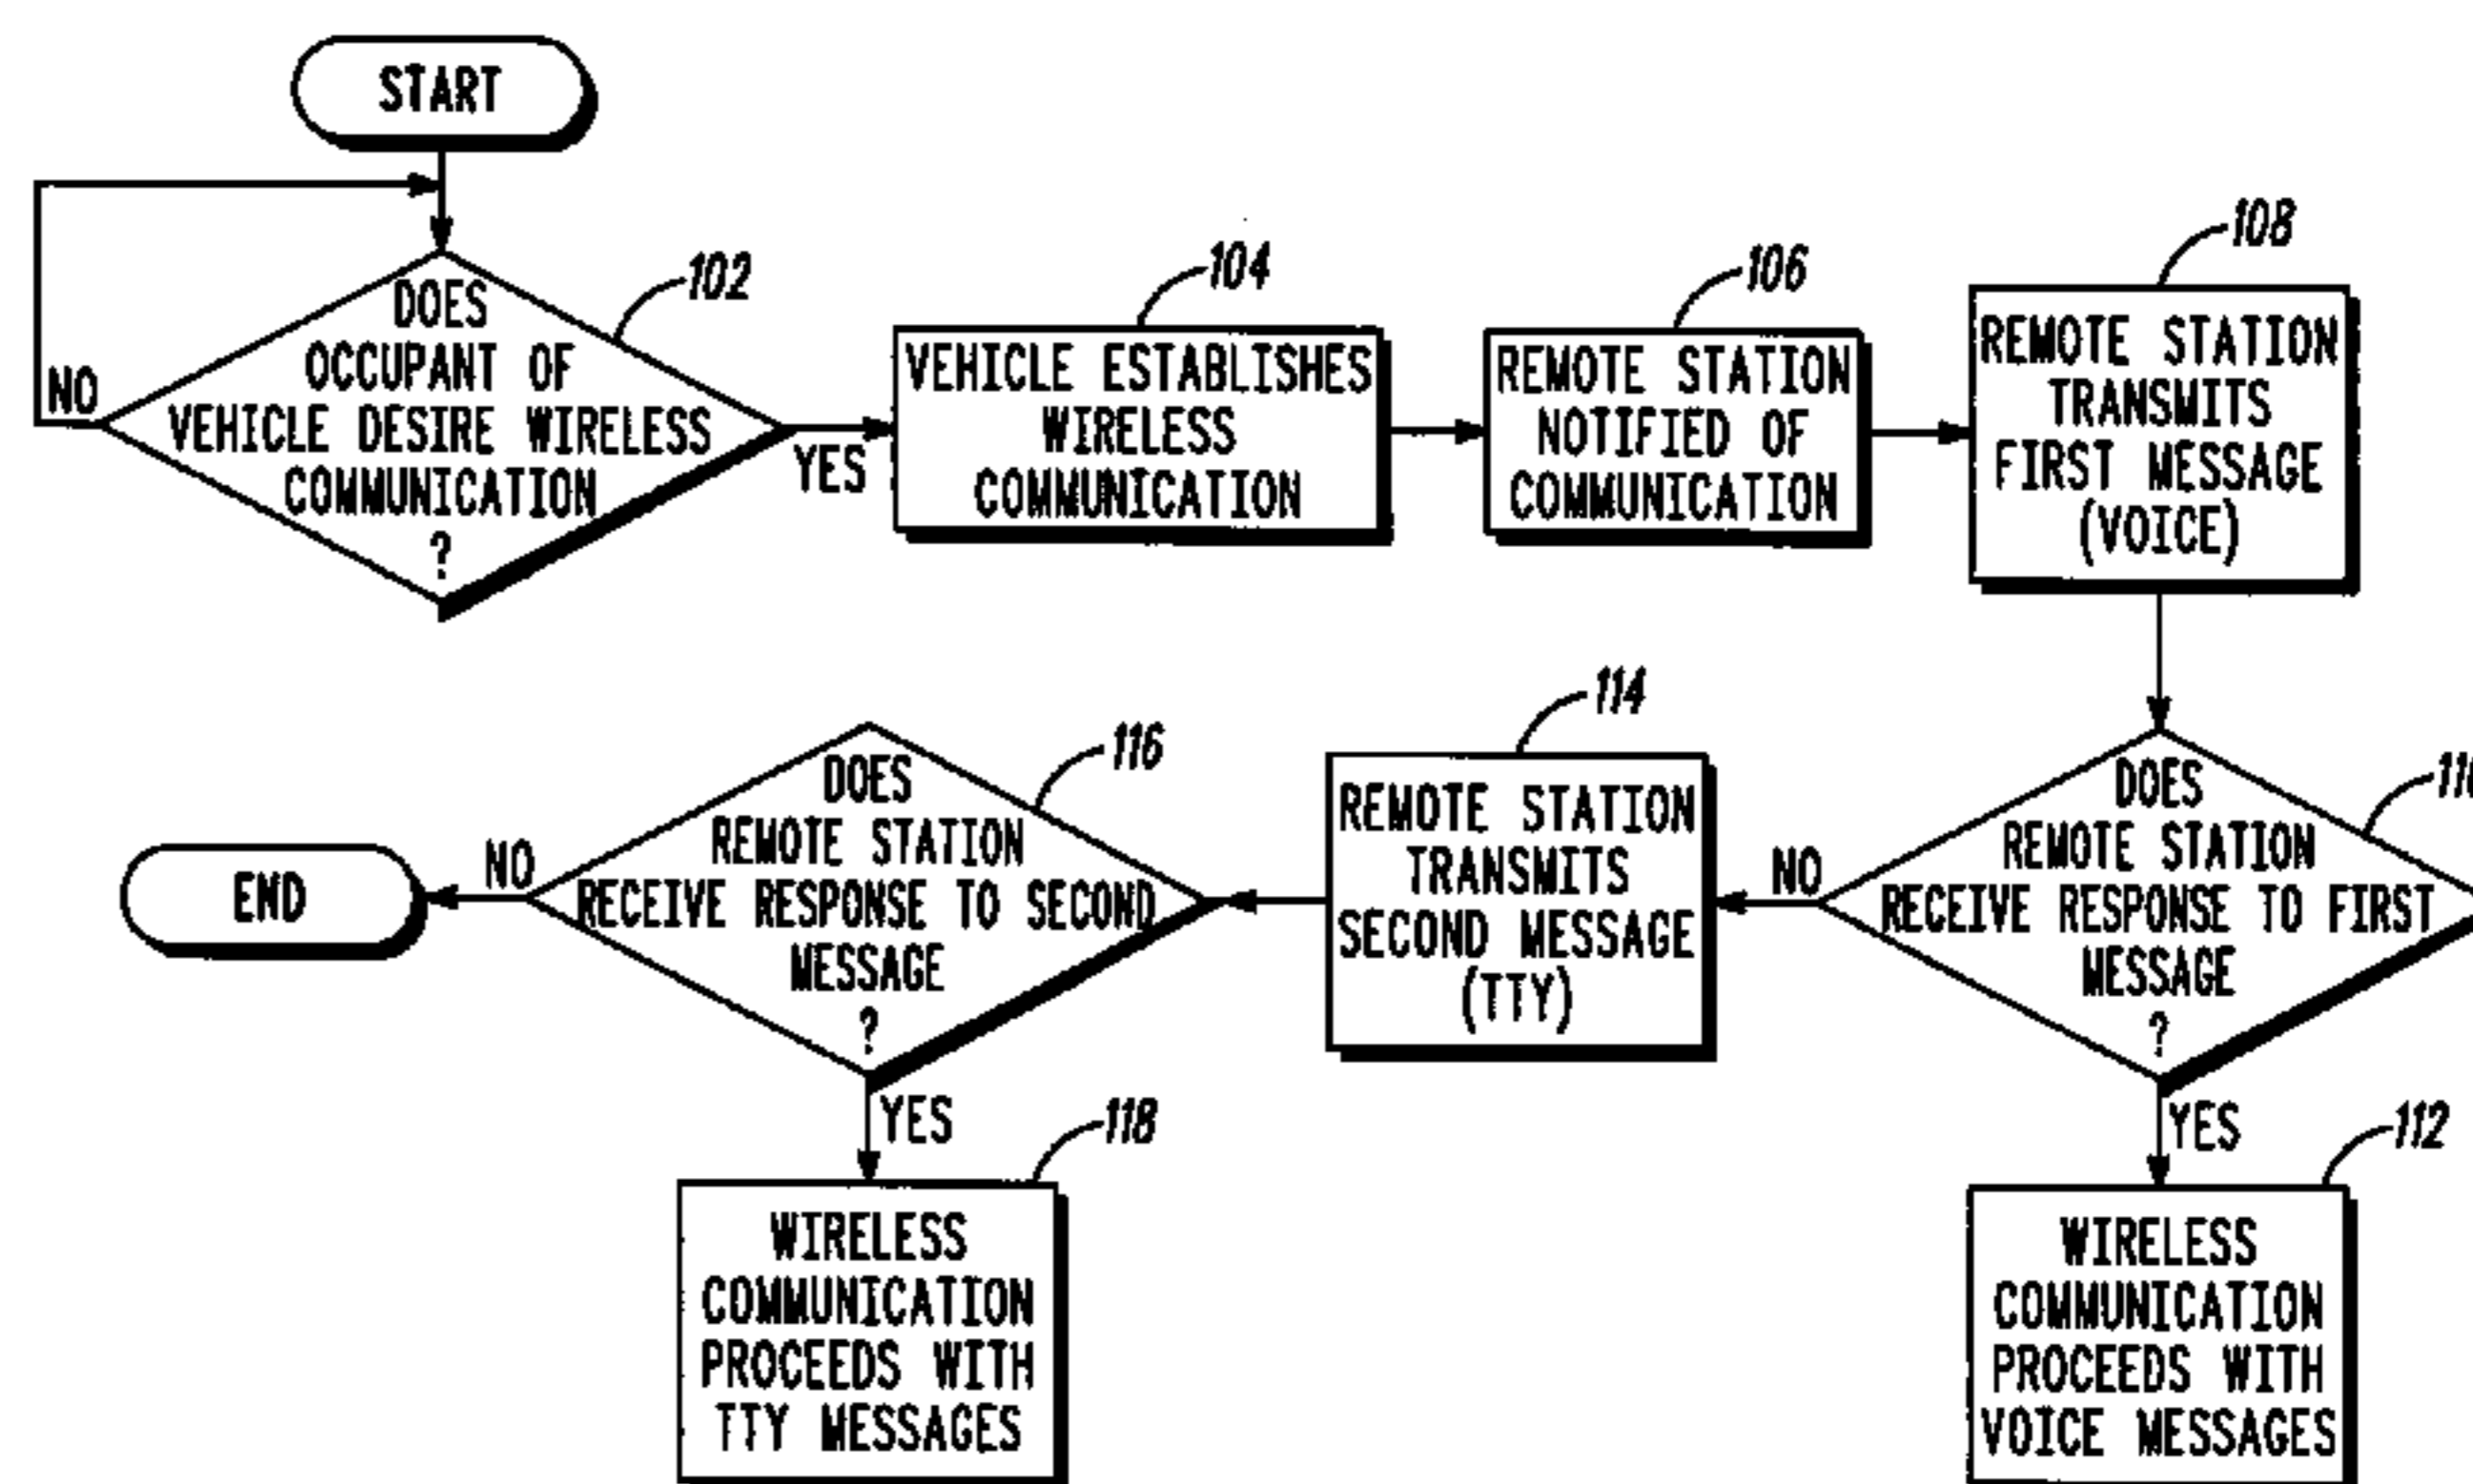 START
102
DOES
OCCUPANT OF
VEHICLE DESIRE WIRELESS
COMMUNICATION
?
NO
YES
104
VEHICLE ESTABLISHES
WIRELESS
COMMUNICATION
106
REMOTE STATION
NOTIFIED OF
COMMUNICATION
108
REMOTE STATION
TRANSMITS
FIRST MESSAGE
(VOICE)
DOES
REMOTE STATION
RECEIVE RESPONSE TO FIRST
MESSAGE
?
NO
YES
112
WIRELESS
COMMUNICATION
PROCEEDS WITH
VOICE MESSAGES
114
REMOTE STATION
TRANSMITS
SECOND MESSAGE
(TTY)
116
DOES
REMOTE STATION
RECEIVE RESPONSE TO SECOND
MESSAGE
?
NO
END
YES
118
WIRELESS
COMMUNICATION
PROCEEDS WITH
TTY MESSAGES